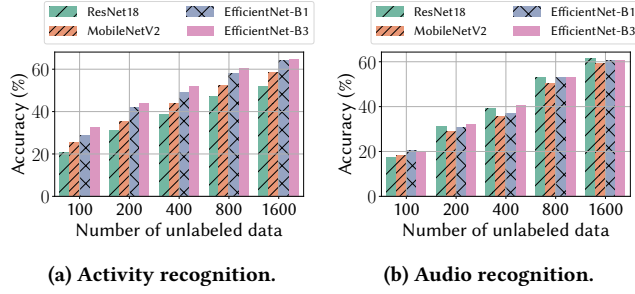 ResNet18 EfficientNet-B1
MobileNetV2 EfficientNet-B3
Accuracy (%)
60
40
20
0
100 200 400 800 1600
Number of unlabeled data
(a) Activity recognition.
ResNet18 EfficientNet-B1
MobileNetV2 EfficientNet-B3
Accuracy (%)
60
40
20
0
100 200 400 800 1600
Number of unlabeled data
(b) Audio recognition.